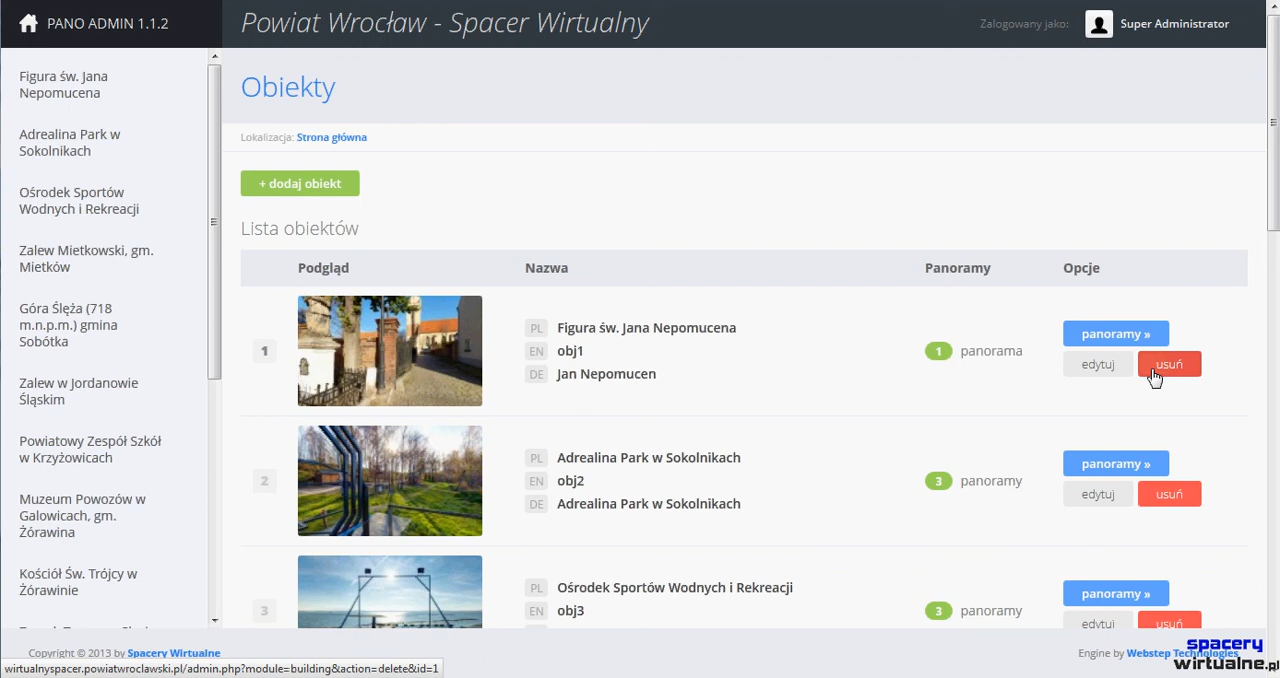 PANO ADMIN 1.1.2
Powiat Wrocław - Spacer Wirtualny
Zalogowany jako:
Super Administrator
Figura św. Jana
Nepomucena
Adrealina Park w
Sokolnikach
Ośrodek Sportów
Wodnych i Rekreacji
Zalew Mietkowski, gm.
Mietków
Góra Ślęża (718
m.n.p.m.) gmina
Sobótka
Zalew w Jordanowie
Śląskim
Powiatowy Zespół Szkół
w Krzyżowicach
Muzeum Powozów w
Galowicach, gm.
Żórawina
Kościół Św. Trójcy w
Żórawinie
Obiekty
Lokalizacja: Strona główna
+ dodaj obiekt
Lista obiektów
Podgląd Nazwa Panoramy Opcje
1
PL Figura św. Jana Nepomucena
EN obj1
DE Jan Nepomucen
1 panorama
panoramy »
edytuj usuń
2
PL Adrealina Park w Sokolnikach
EN obj2
DE Adrealina Park w Sokolnikach
3 panoramy
panoramy »
edytuj usuń
3
PL Ośrodek Sportów Wodnych i Rekreacji
EN obj3
3 panoramy
panoramy »
edytuj usuń
Copyright © 2013 by Spacery Wirtualne
Engine by Webstep Technologies
wirtualnyspacer.powiatwroclawski.pl/admin.php?module=building&action=delete&id=1
spacery
wirtualne.pl